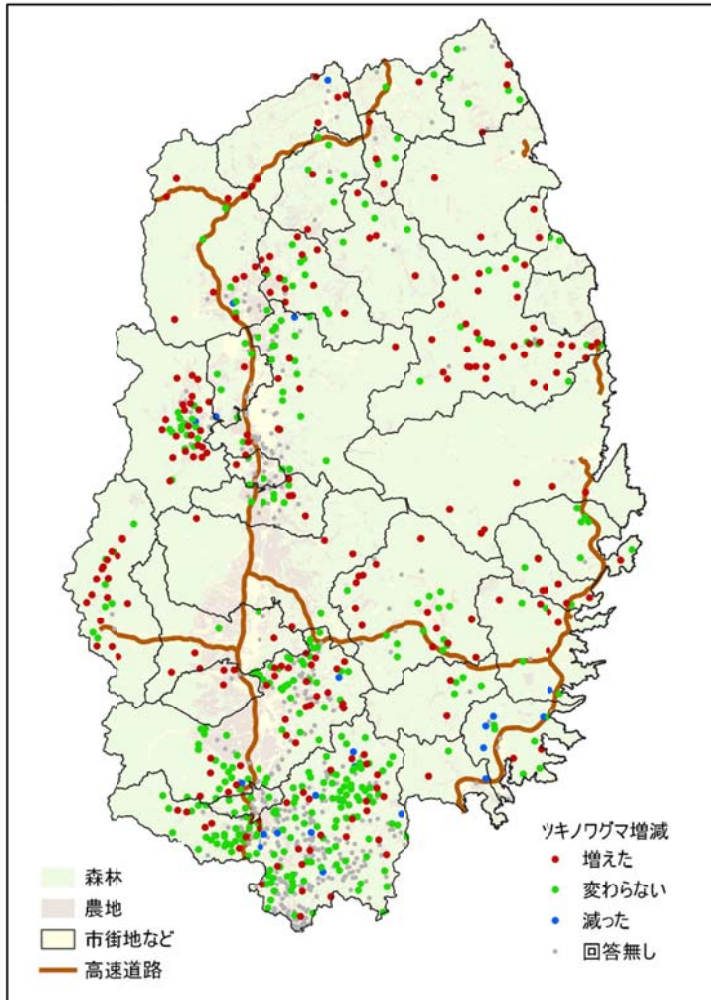 森林
農地
市街地など
高速道路
ﾂｷﾉﾜｸﾞﾏ増減
増えた
変わらない
減った
回答無し